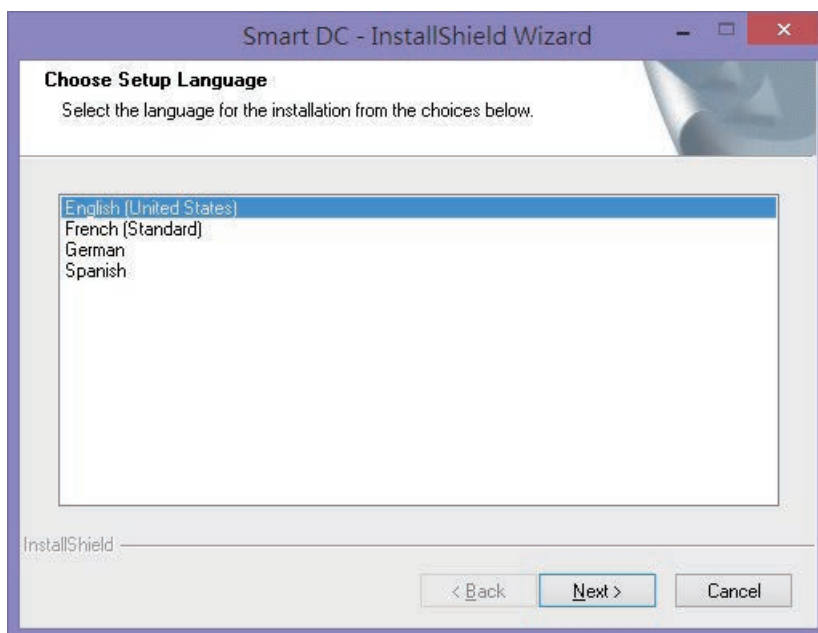 Smart DC - InstallShield Wizard
Choose Setup Language
Select the language for the installation from the choices below.
English (United States)
French (Standard)
German
Spanish
InstallShield
< Back
Next >
Cancel